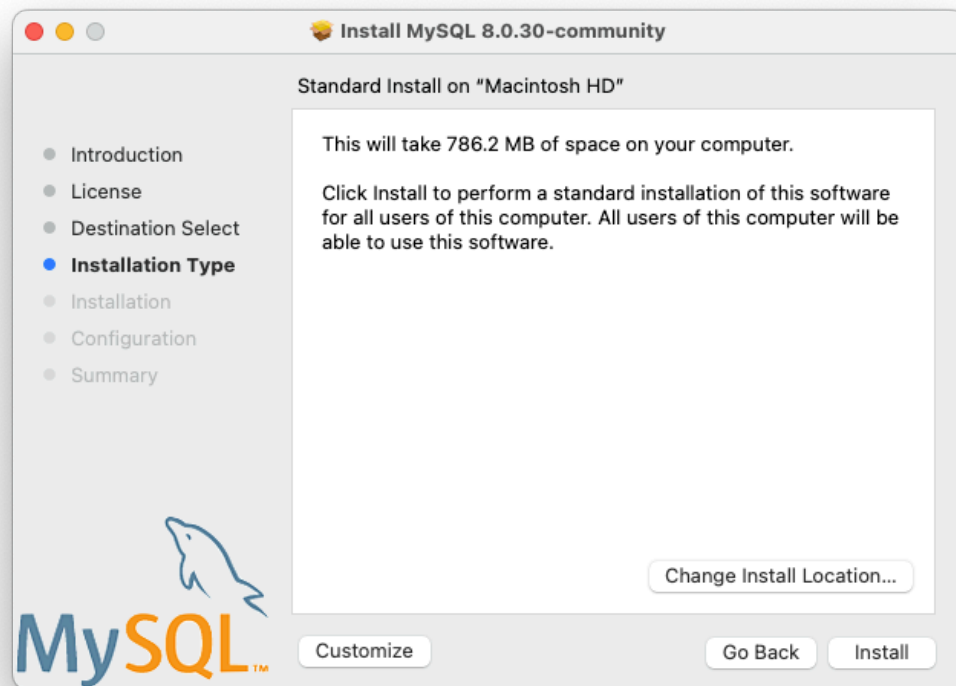 Install MySQL 8.0.30-community
Standard Install on “Macintosh HD”
Introduction
License
Destination Select
Installation Type
Installation
Configuration
Summary
This will take 786.2 MB of space on your computer.
Click Install to perform a standard installation of this software
for all users of this computer. All users of this computer will be
able to use this software.
Change Install Location...
MySQL™
Customize
Go Back
Install